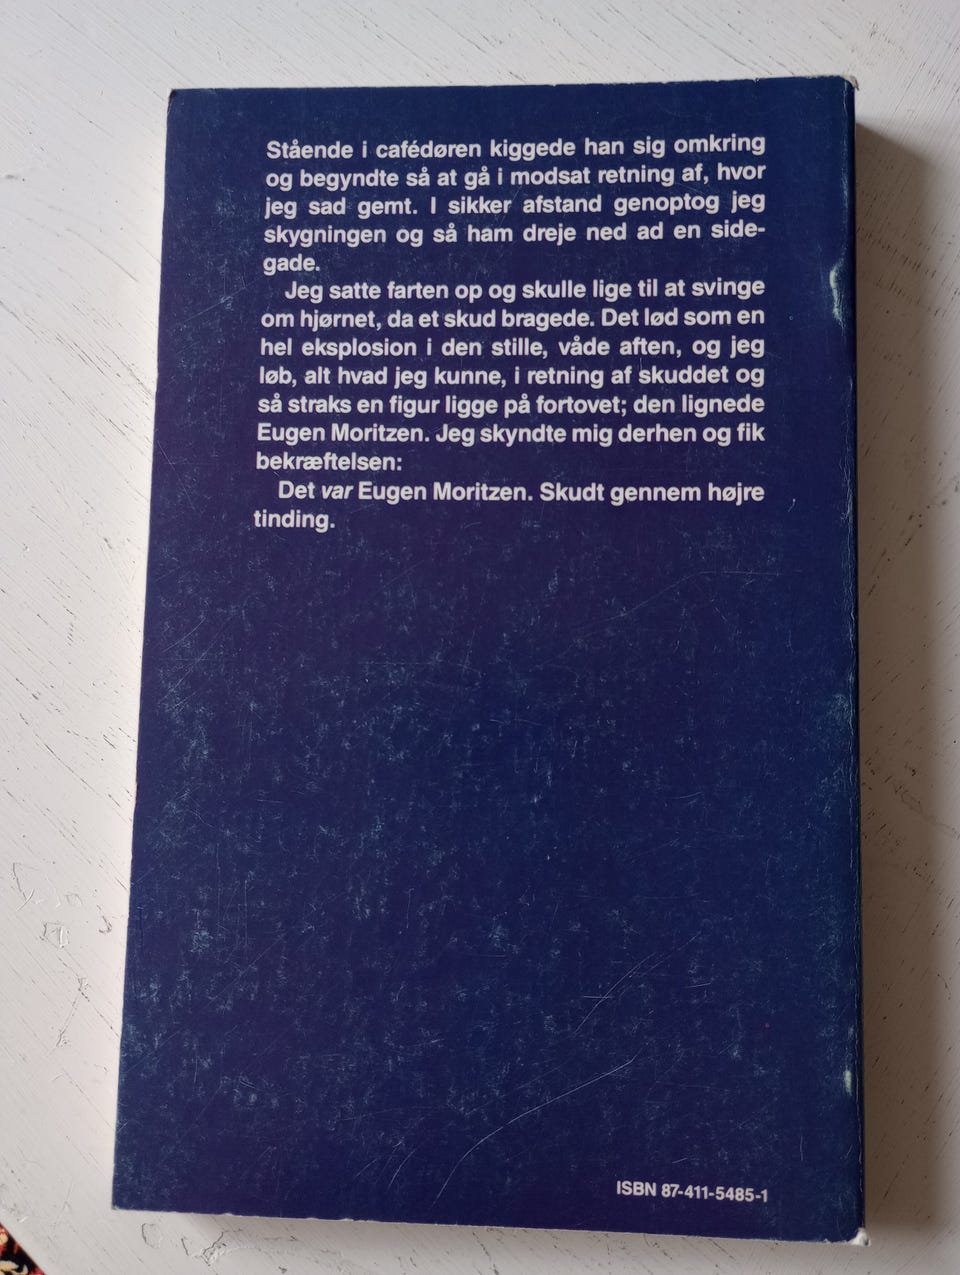 Stående i cafédøren kiggede han sig omkring
og begyndte så at gå i modsat retning af, hvor
jeg sad gemt. I sikker afstand genoptog jeg
skygningen og så ham dreje ned ad en side-
gade.
Jeg satte farten op og skulle lige til at svinge
om hjørnet, da et skud bragede. Det lød som en
hel eksplosion i den stille, våde aften, og jeg
løb, alt hvad jeg kunne, i retning af skuddet og
så straks en figur ligge på fortovet; den lignede
Eugen Moritzen. Jeg skyndte mig derhen og fik
bekræftelsen:
Det var Eugen Moritzen. Skudt gennem højre
tinding.
ISBN 87-411-5485-1